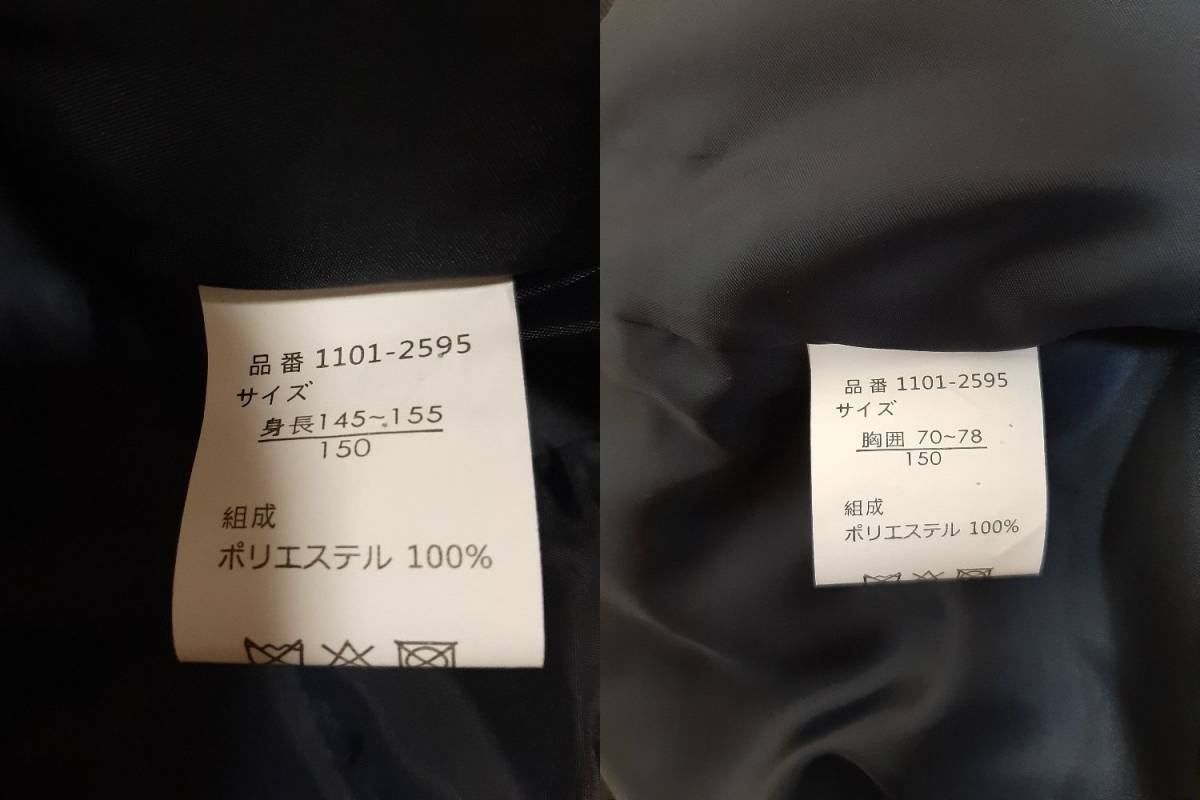 品番 1101-2595
サイズ
身長145~155
150
組成
ポリエステル 100%
品番 1101-2595
サイズ
胸囲 70~78
150
組成
ポリエステル 100%